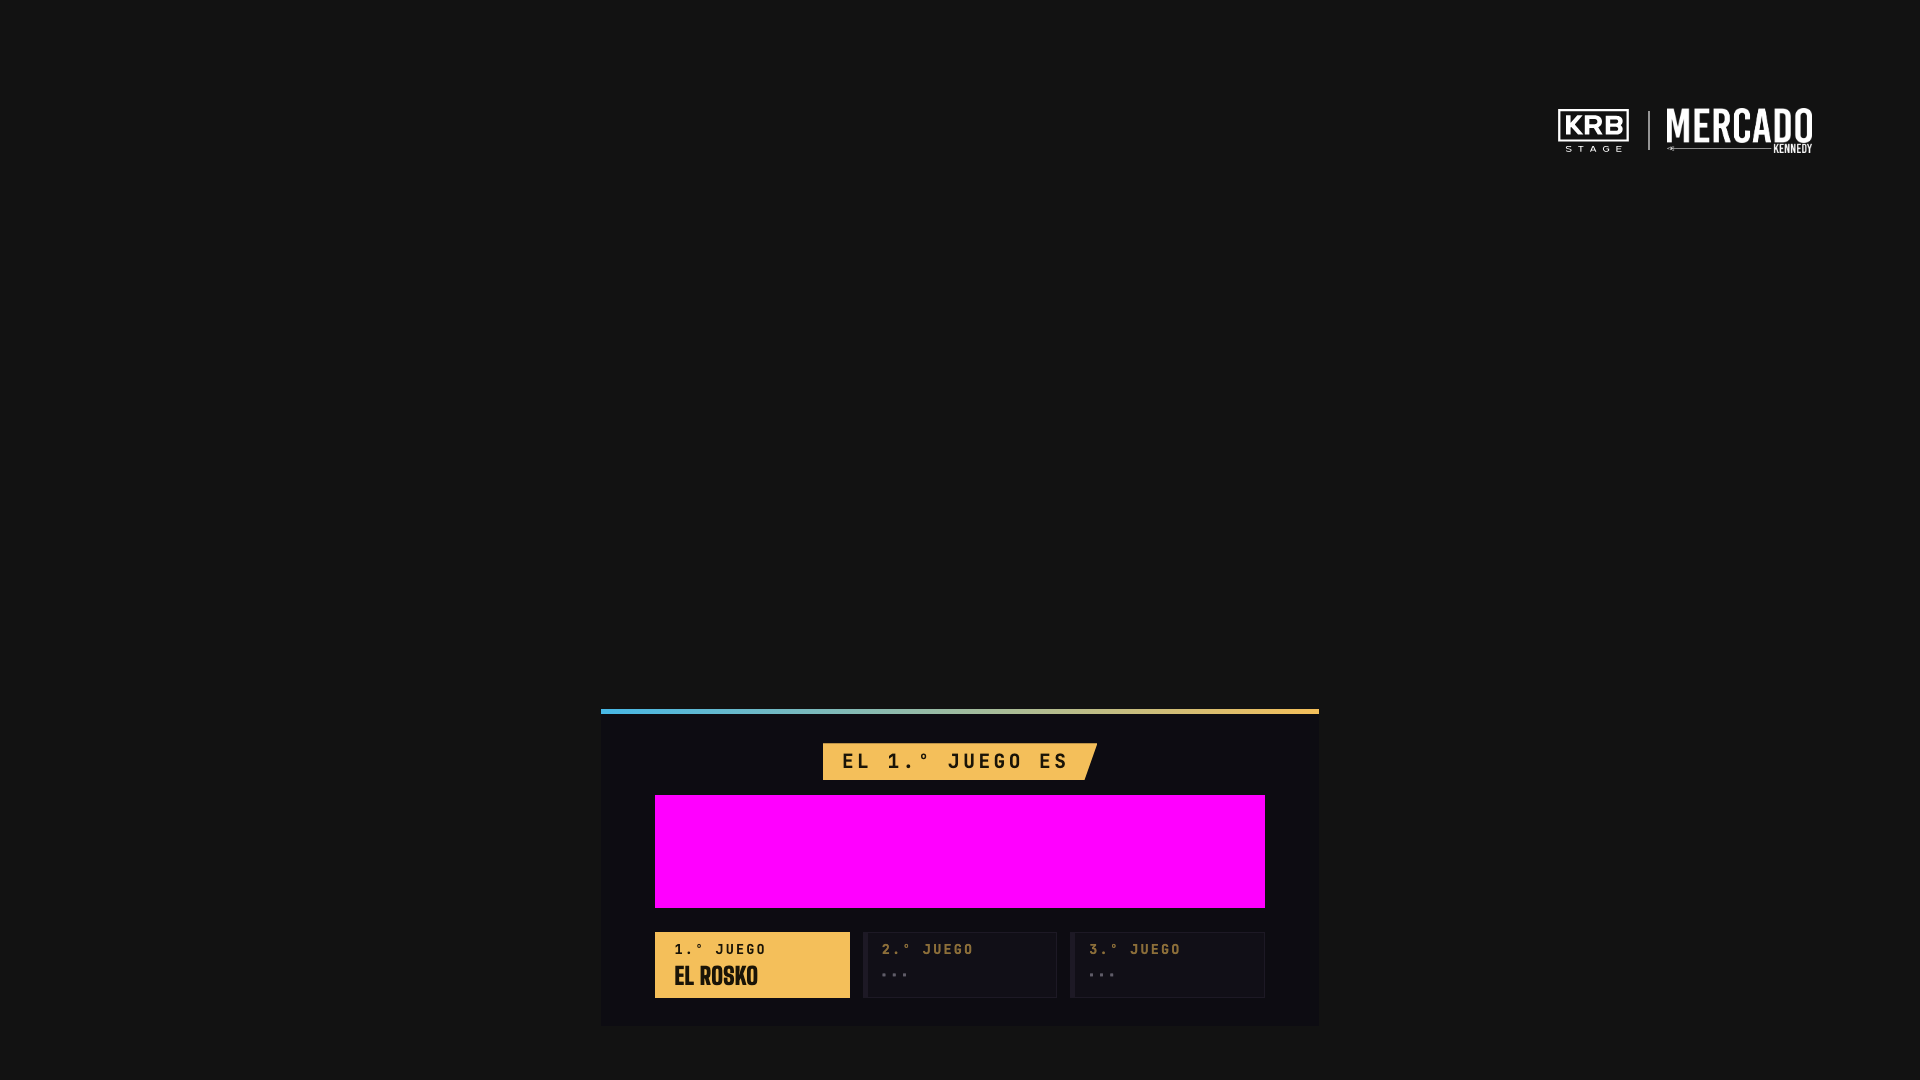 KRB
STAGE
MERCADO
KENNEDY
EL 1.º JUEGO ES
1.º JUEGO
EL ROSKO
2.º JUEGO
...
3.º JUEGO
...